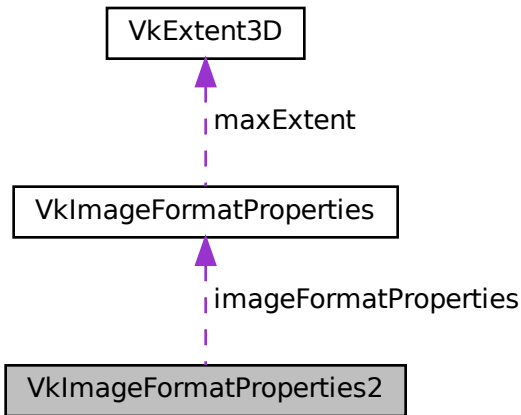 VkExtent3D
maxExtent
VkImageFormatProperties
imageFormatProperties
VkImageFormatProperties2